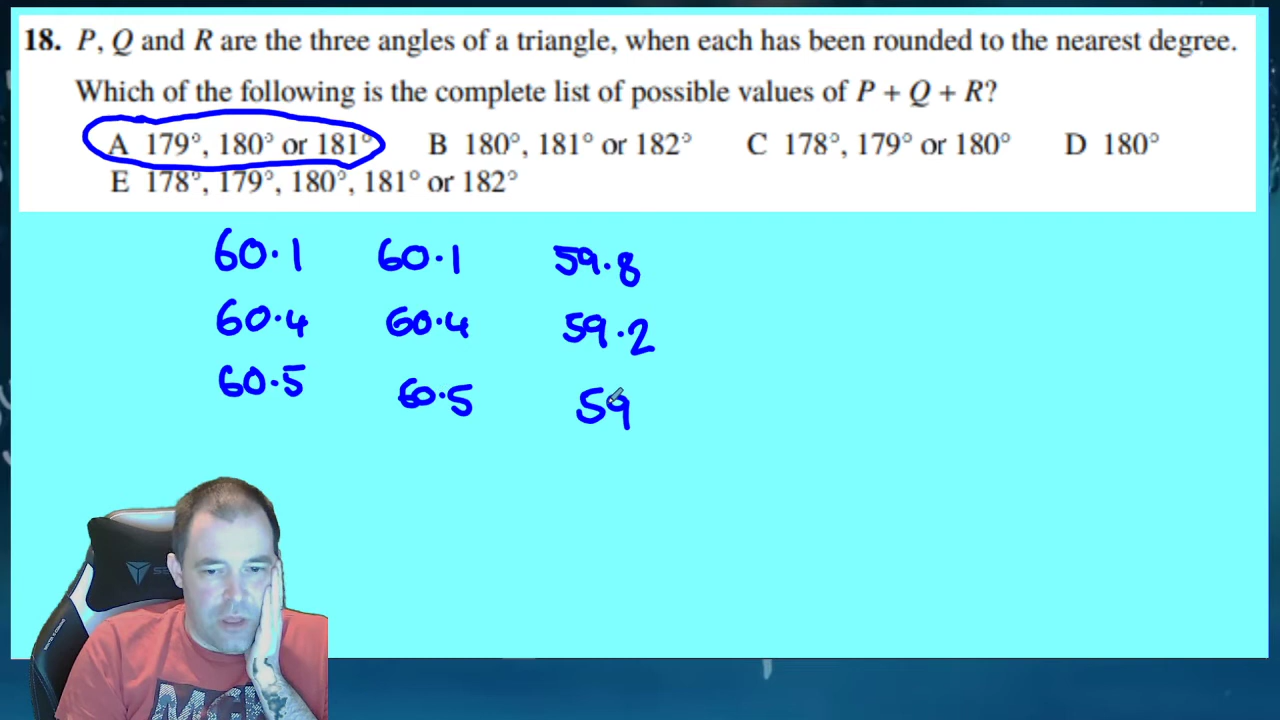 18. P, Q and R are the three angles of a triangle, when each has been rounded to the nearest degree.
Which of the following is the complete list of possible values of P + Q + R?
A 179°, 180° or 181° B 180°, 181° or 182° C 178°, 179° or 180° D 180°
E 178°, 179°, 180°, 181° or 182°
60·1 60·1 59·8
60·4 60·4 59·2
60·5 60·5 59